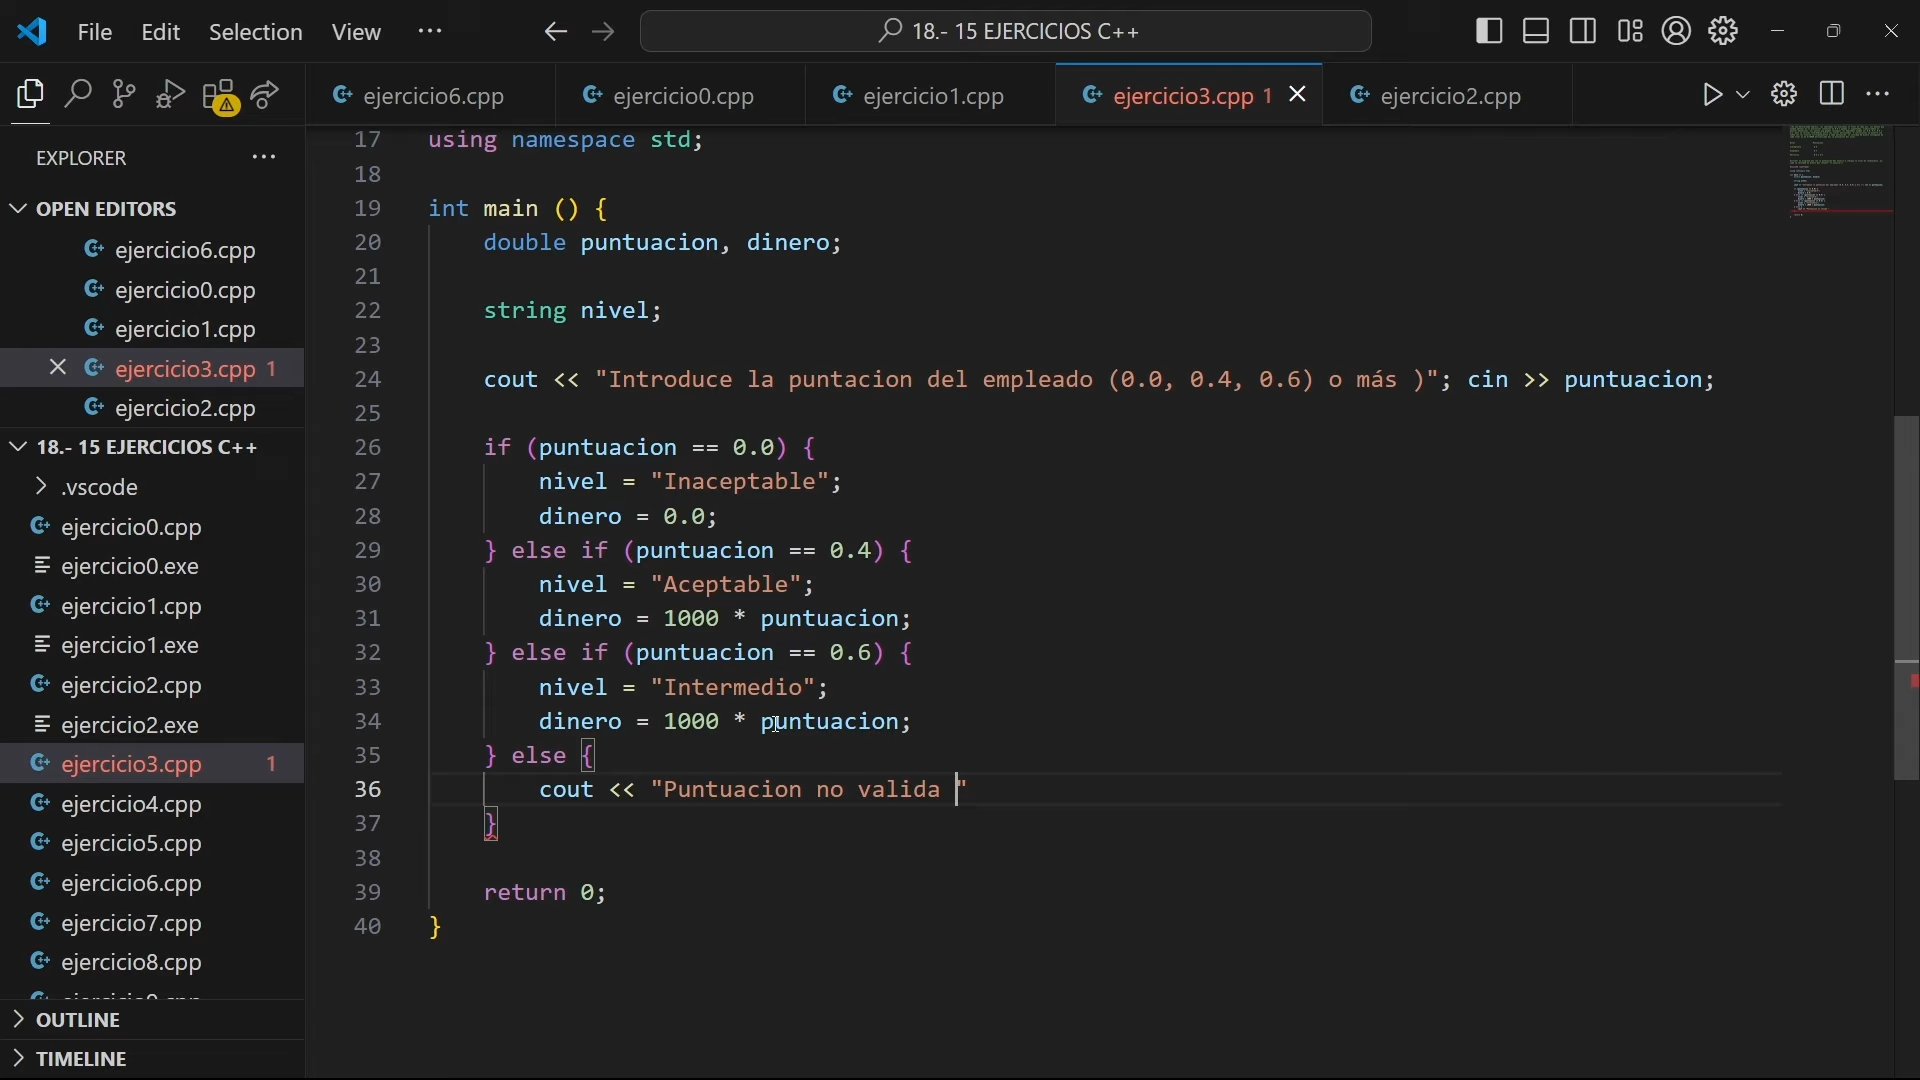 File Edit Selection View ...
18.- 15 EJERCICIOS C++
ejercicio6.cpp
ejercicio0.cpp
ejercicio1.cpp
ejercicio3.cpp 1
ejercicio2.cpp
EXPLORER
OPEN EDITORS
ejercicio6.cpp
ejercicio0.cpp
ejercicio1.cpp
ejercicio3.cpp 1
ejercicio2.cpp
18.- 15 EJERCICIOS C++
.vscode
ejercicio0.cpp
ejercicio0.exe
ejercicio1.cpp
ejercicio1.exe
ejercicio2.cpp
ejercicio2.exe
ejercicio3.cpp 1
ejercicio4.cpp
ejercicio5.cpp
ejercicio6.cpp
ejercicio7.cpp
ejercicio8.cpp
OUTLINE
TIMELINE
17 using namespace std;
18
19 int main () {
20 double puntuacion, dinero;
21
22 string nivel;
23
24 cout << "Introduce la puntacion del empleado (0.0, 0.4, 0.6) o más )"; cin >> puntuacion;
25
26 if (puntuacion == 0.0) {
27 nivel = "Inaceptable";
28 dinero = 0.0;
29 } else if (puntuacion == 0.4) {
30 nivel = "Aceptable";
31 dinero = 1000 * puntuacion;
32 } else if (puntuacion == 0.6) {
33 nivel = "Intermedio";
34 dinero = 1000 * puntuacion;
35 } else {
36 cout << "Puntuacion no valida "
37 }
38
39 return 0;
40 }